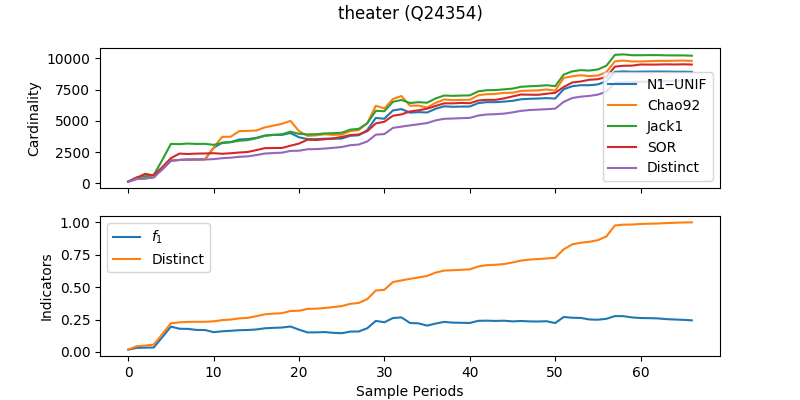 theater (Q24354)
10000
7500
5000
2500
0
Cardinality
N1−UNIF
Chao92
Jack1
SOR
Distinct
1.00
0.75
0.50
0.25
0.00
Indicators
f₁
Distinct
0 10 20 30 40 50 60
Sample Periods